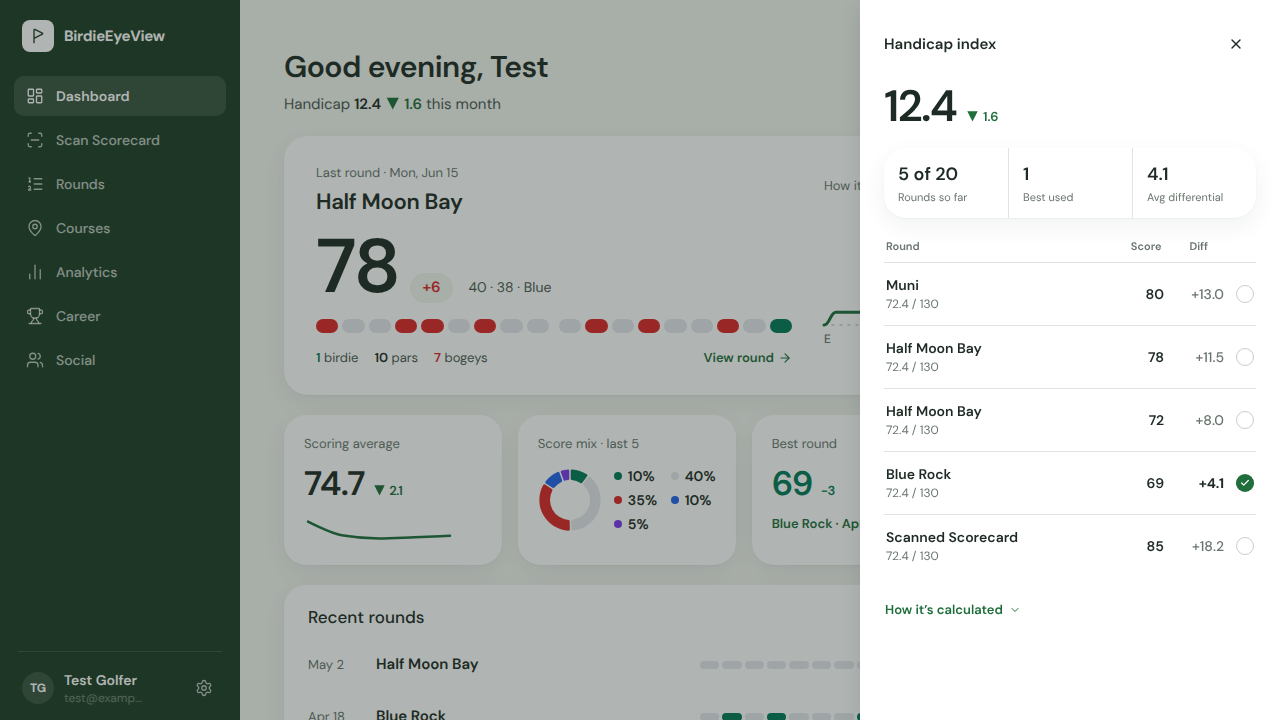 BirdieEyeView
Dashboard
Scan Scorecard
Rounds
Courses
Analytics
Career
Social
TG
Test Golfer
test@examp…
Good evening, Test
Handicap 12.4 ▼ 1.6 this month
Last round · Mon, Jun 15
Half Moon Bay
78 +6 40 · 38 · Blue
1 birdie 10 pars 7 bogeys
View round →
How it
E
Scoring average
74.7 ▼ 2.1
Score mix · last 5
10% 40%
35% 10%
5%
Best round
69 -3
Blue Rock · Ap
Recent rounds
May 2 Half Moon Bay
Apr 18 Blue Rock
Handicap index
12.4 ▼ 1.6
5 of 20
Rounds so far
1
Best used
4.1
Avg differential
Round Score Diff
Muni
72.4 / 130
80 +13.0
Half Moon Bay
72.4 / 130
78 +11.5
Half Moon Bay
72.4 / 130
72 +8.0
Blue Rock
72.4 / 130
69 +4.1
Scanned Scorecard
72.4 / 130
85 +18.2
How it's calculated